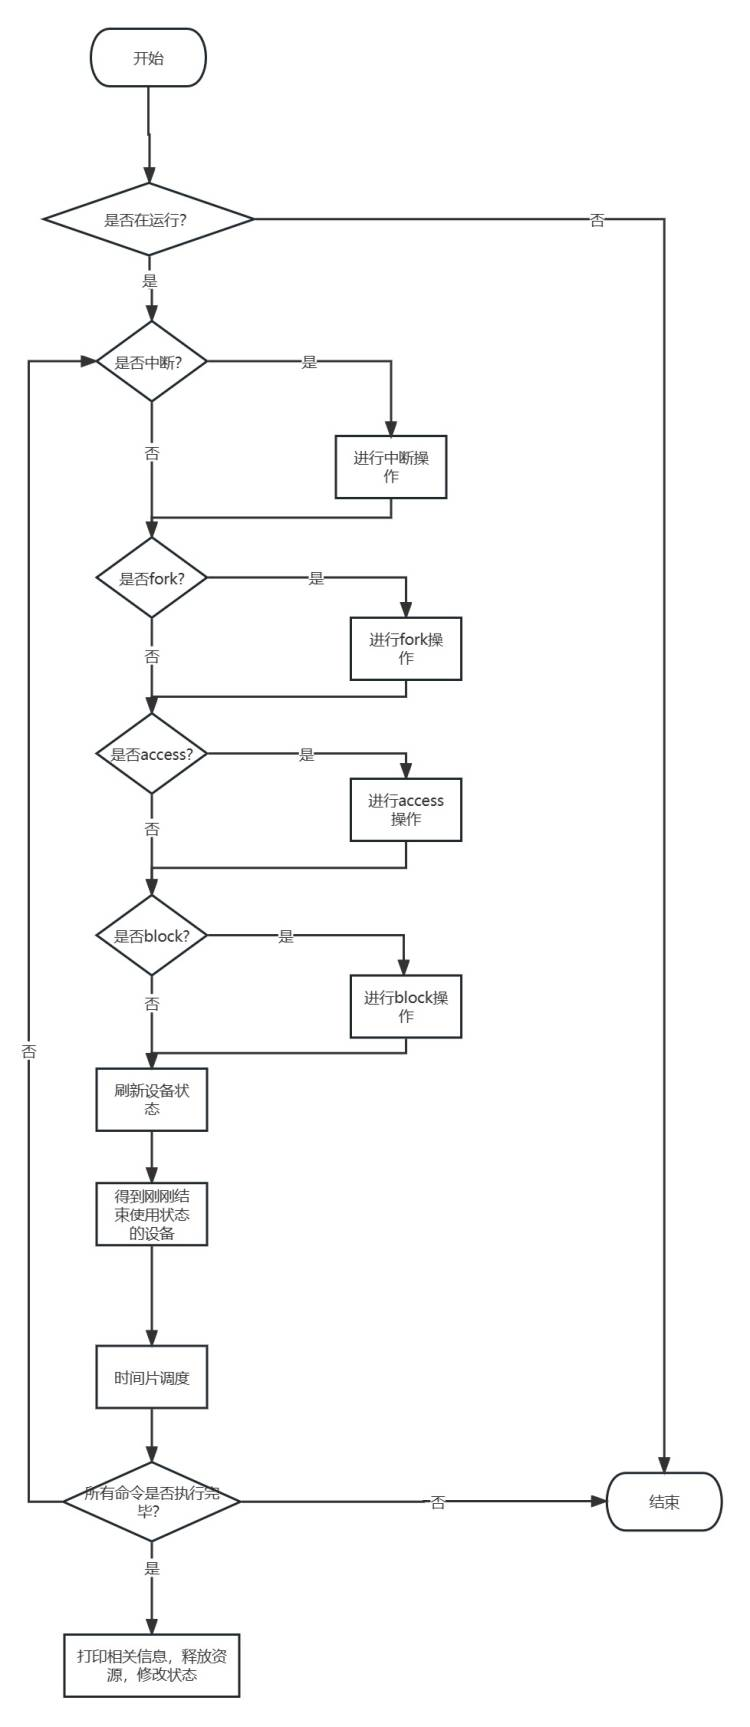 开始
是否在运行?
否
是
是否中断?
是
进行中断操
作
否
是否fork?
是
进行fork操
作
否
是否access?
是
进行access
操作
否
是否block?
是
进行block操
作
否
否
刷新设备状
态
得到刚刚结
束使用状态
的设备
时间片调度
所有命令是否执行完
毕?
否
结束
是
打印相关信息，释放资
源，修改状态